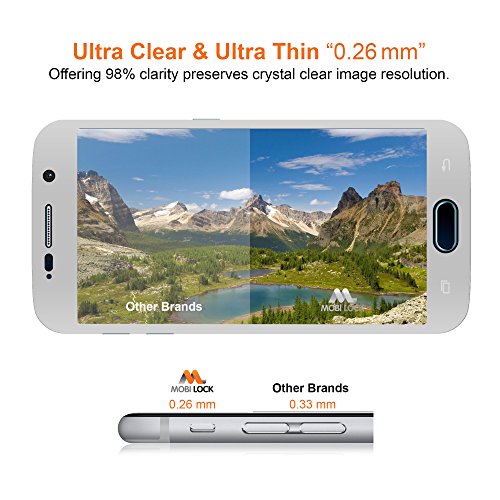 Ultra Clear & Ultra Thin “0.26 mm”
Offering 98% clarity preserves crystal clear image resolution.
Other Brands
MOBI LOCK
MOBI LOCK
Other Brands
0.26 mm
0.33 mm